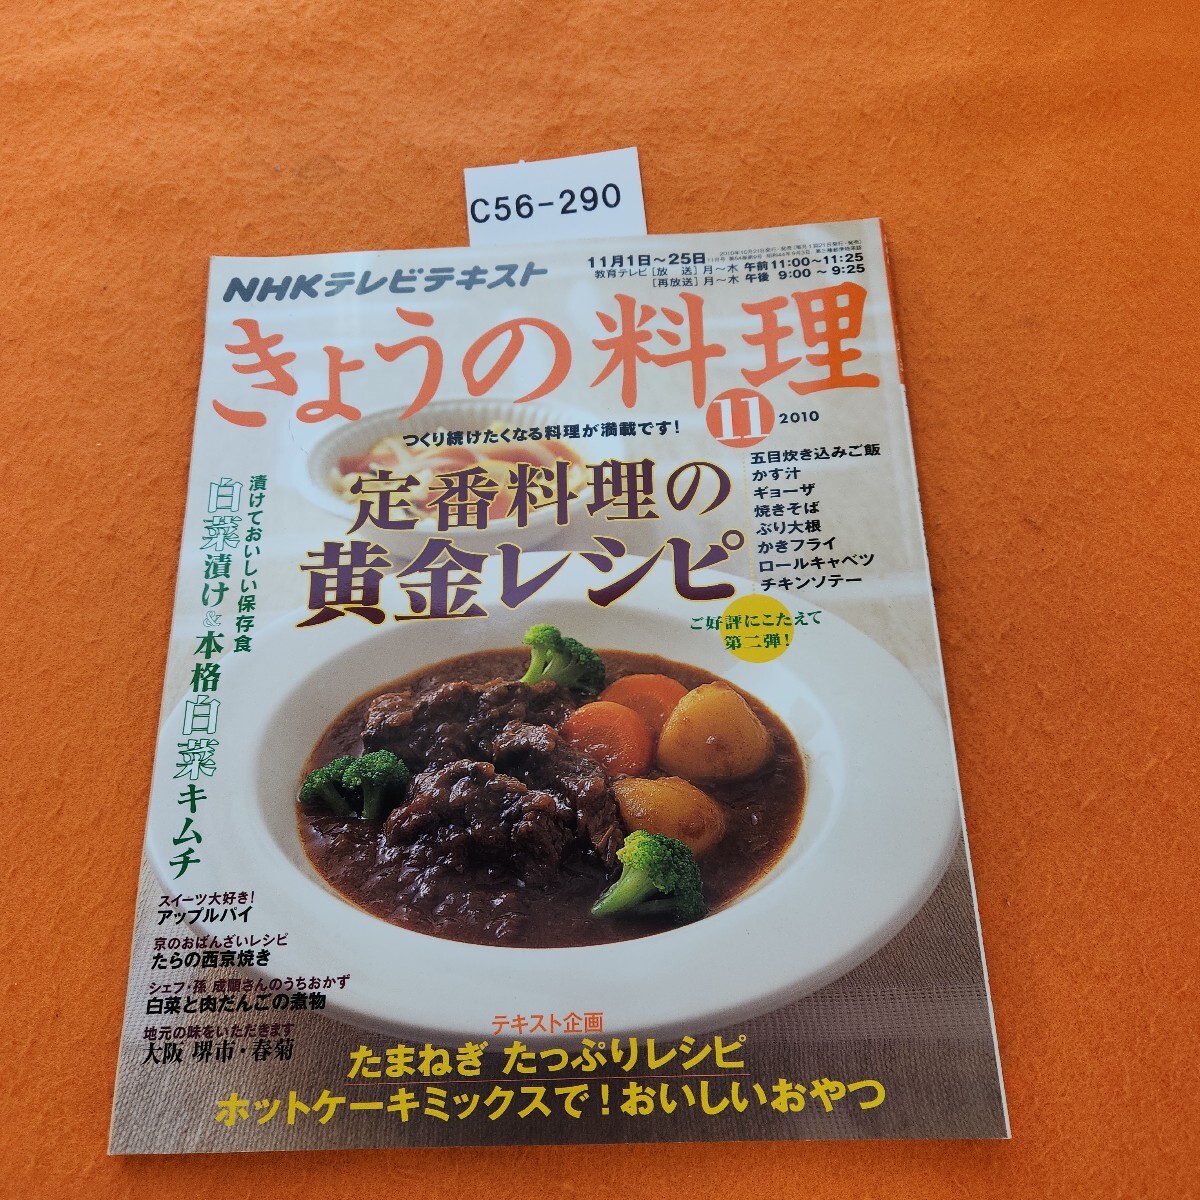 C56-290
NHKテレビテキスト
11月1日～25日
教育テレビ [放 送] 月～木 午前 11:00～11:25
[再放送] 月～木 午後 9:00～9:25
きょうの料理
11
2010
つくり続けたくなる料理が満載です!
定番料理の
黄金レシピ
五目炊き込みご飯
かす汁
ギョーザ
焼きそば
ぶり大根
かきフライ
ロールキャベツ
チキンソテー
ご好評にこたえて
第二弾!
漬けておいしい保存食
白菜漬け&本格白菜キムチ
スイーツ大好き!
アップルパイ
京のおばんざいレシピ
たらの西京焼き
シェフ・孫 成順さんのうちおかず
白菜と肉だんごの煮物
地元の味をいただきます
大阪 堺市・春菊
テキスト企画
たまねぎ たっぷりレシピ
ホットケーキミックスで!おいしいおやつ